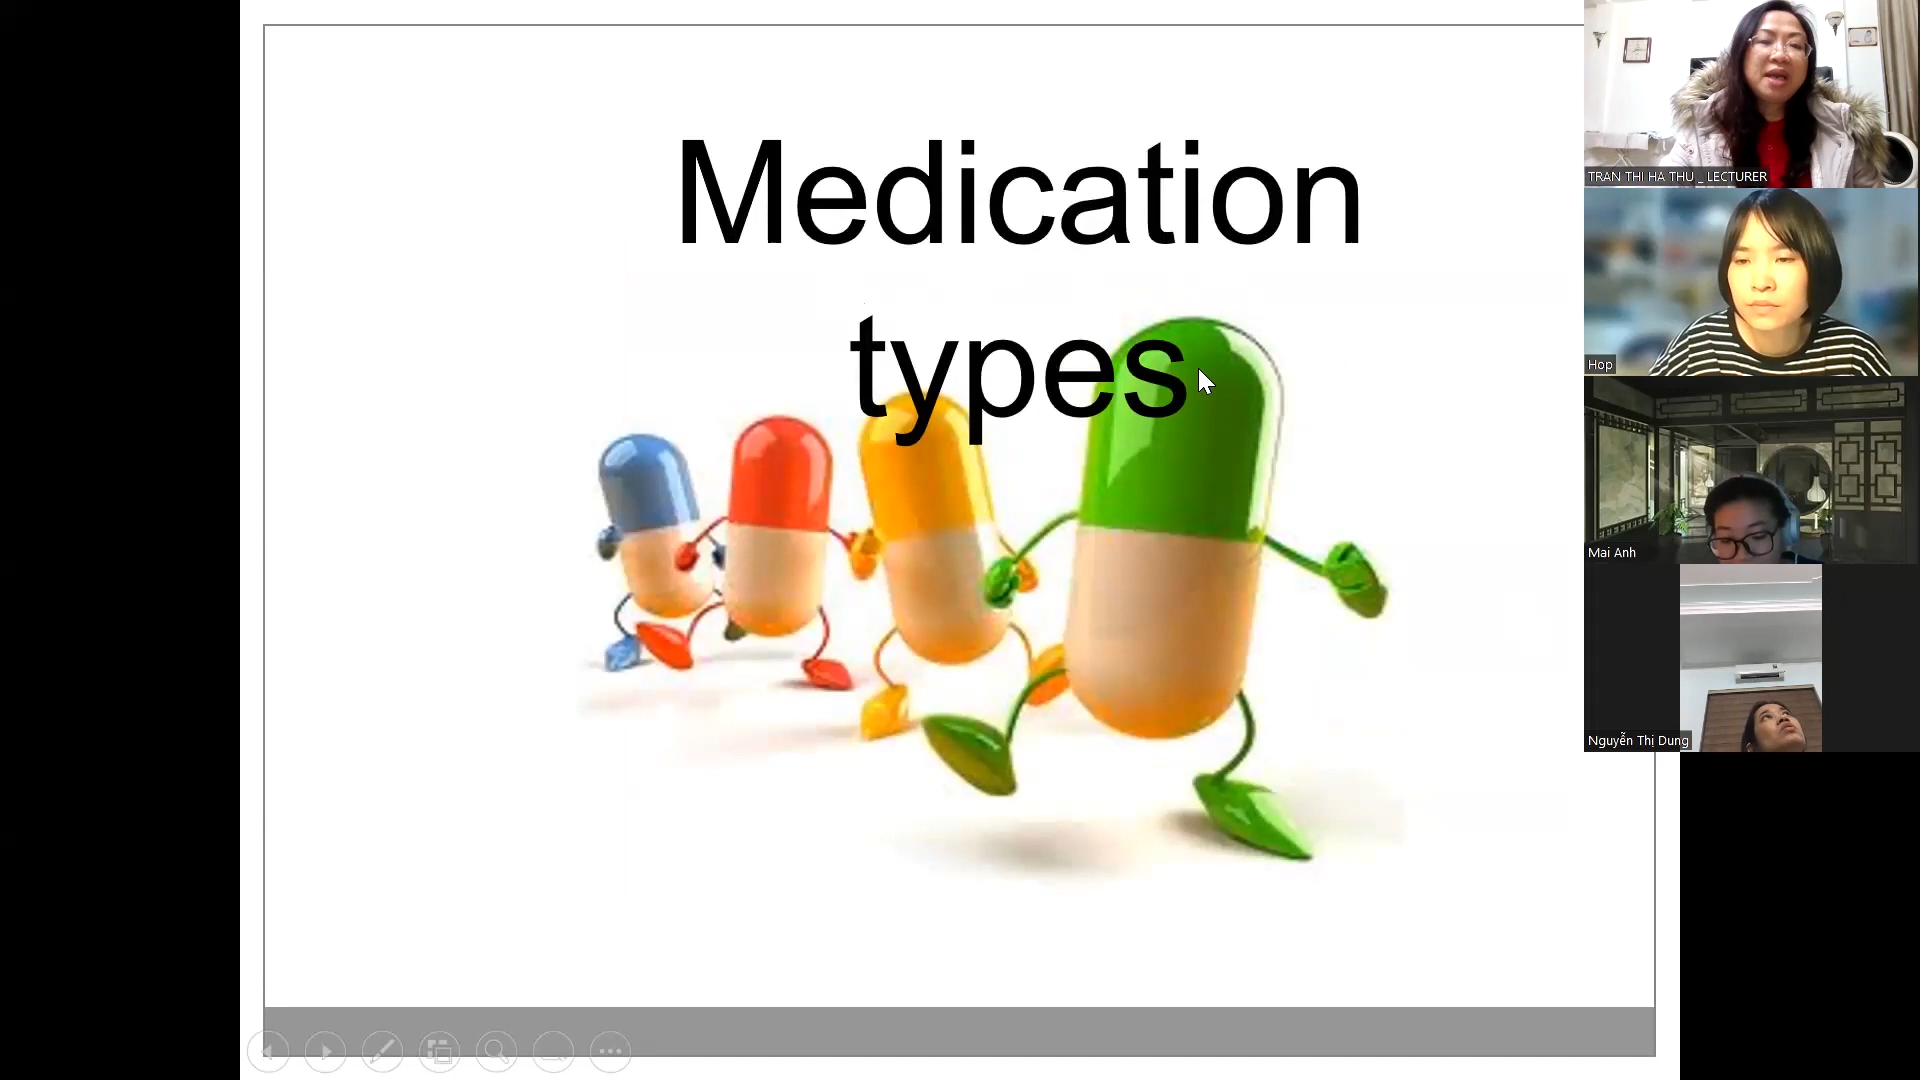 Medication
types
TRAN THI HA THU _ LECTURER
Hop
Mai Anh
Nguyễn Thị Dung